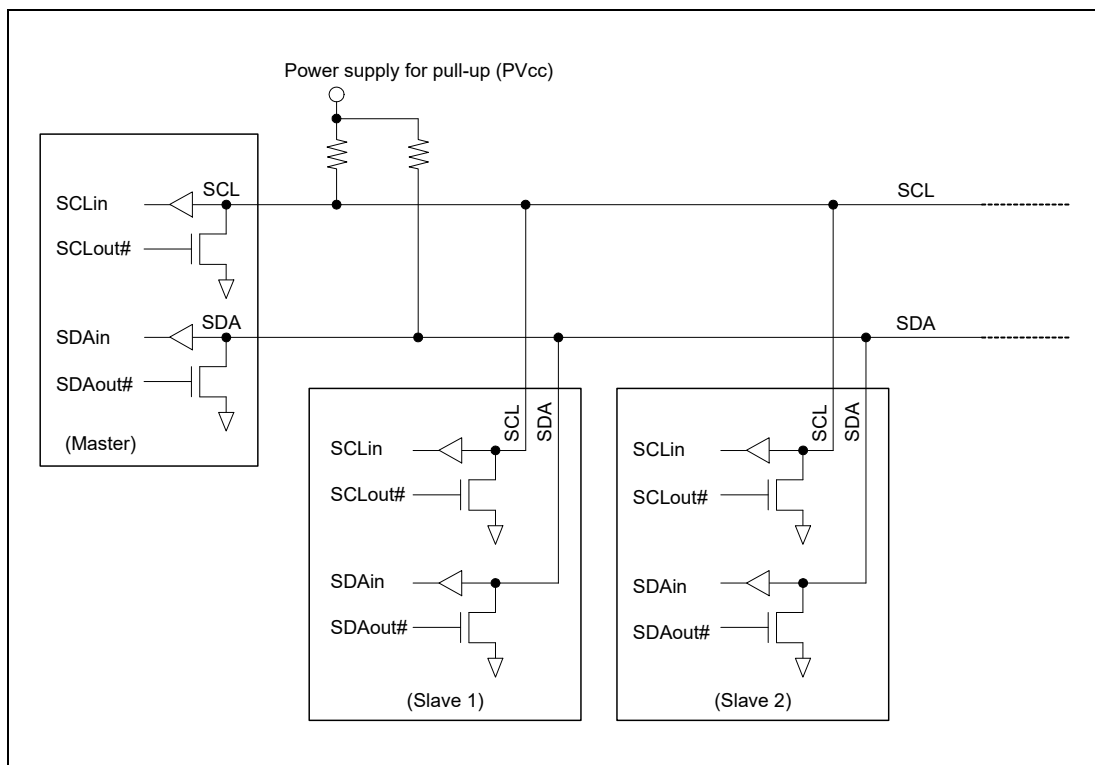 Power supply for pull-up (PVcc)
SCL
SCLin
SCL
SCLout#
SDA
SDAin
SDA
SDAout#
(Master)
SCL
SDA
SCLin
SCLout#
SDAin
SDAout#
(Slave 1)
SCL
SDA
SCLin
SCLout#
SDAin
SDAout#
(Slave 2)